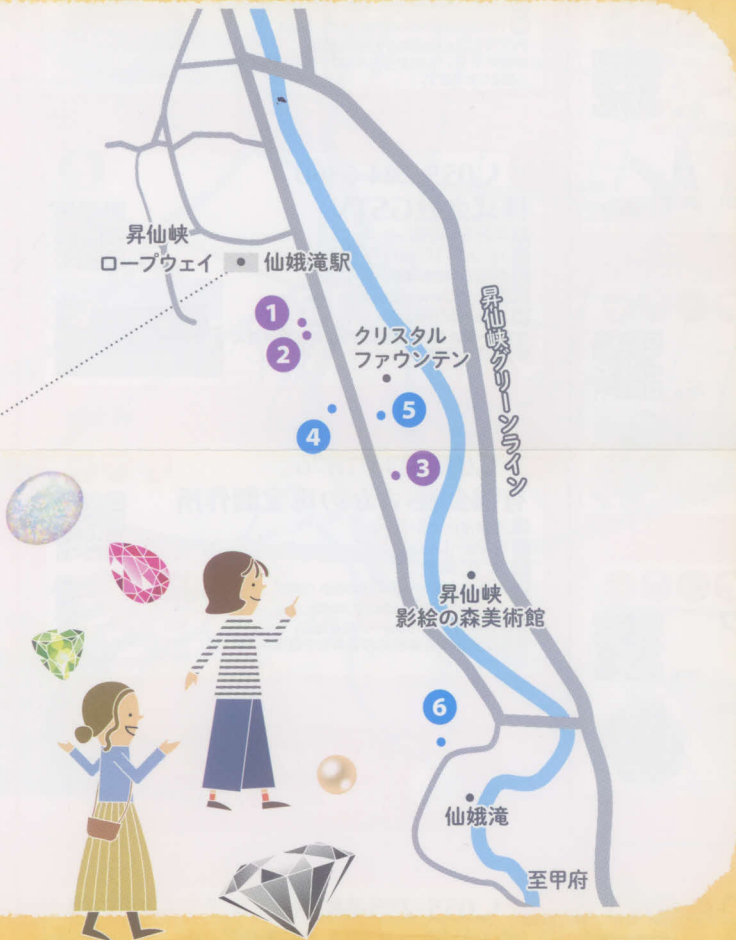 昇仙峡
ロープウェイ
仙娥滝駅
1
2
クリスタル
ファウンテン
昇仙峡グリーンライン
5
4
3
昇仙峡
影絵の森美術館
6
仙娥滝
至甲府